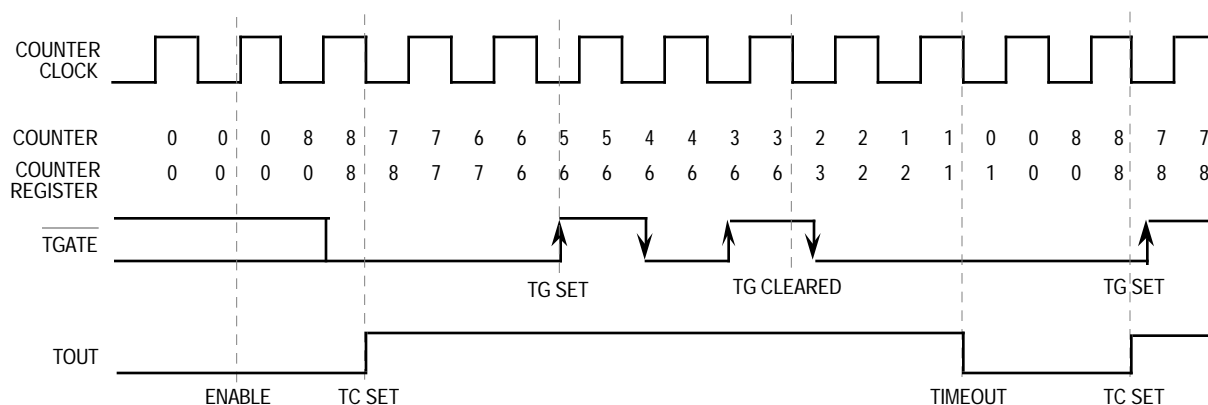 COUNTER
CLOCK
COUNTER 0 0 0 8 8 7 7 6 6 5 5 4 4 3 3 2 2 1 1 0 0 8 8 7 7
COUNTER
REGISTER
0 0 0 0 8 8 7 7 6 6 6 6 6 6 6 3 2 2 1 1 0 0 8 8 8
TGATE
TG SET TG CLEARED TG SET
TOUT
ENABLE TC SET TIMEOUT TC SET